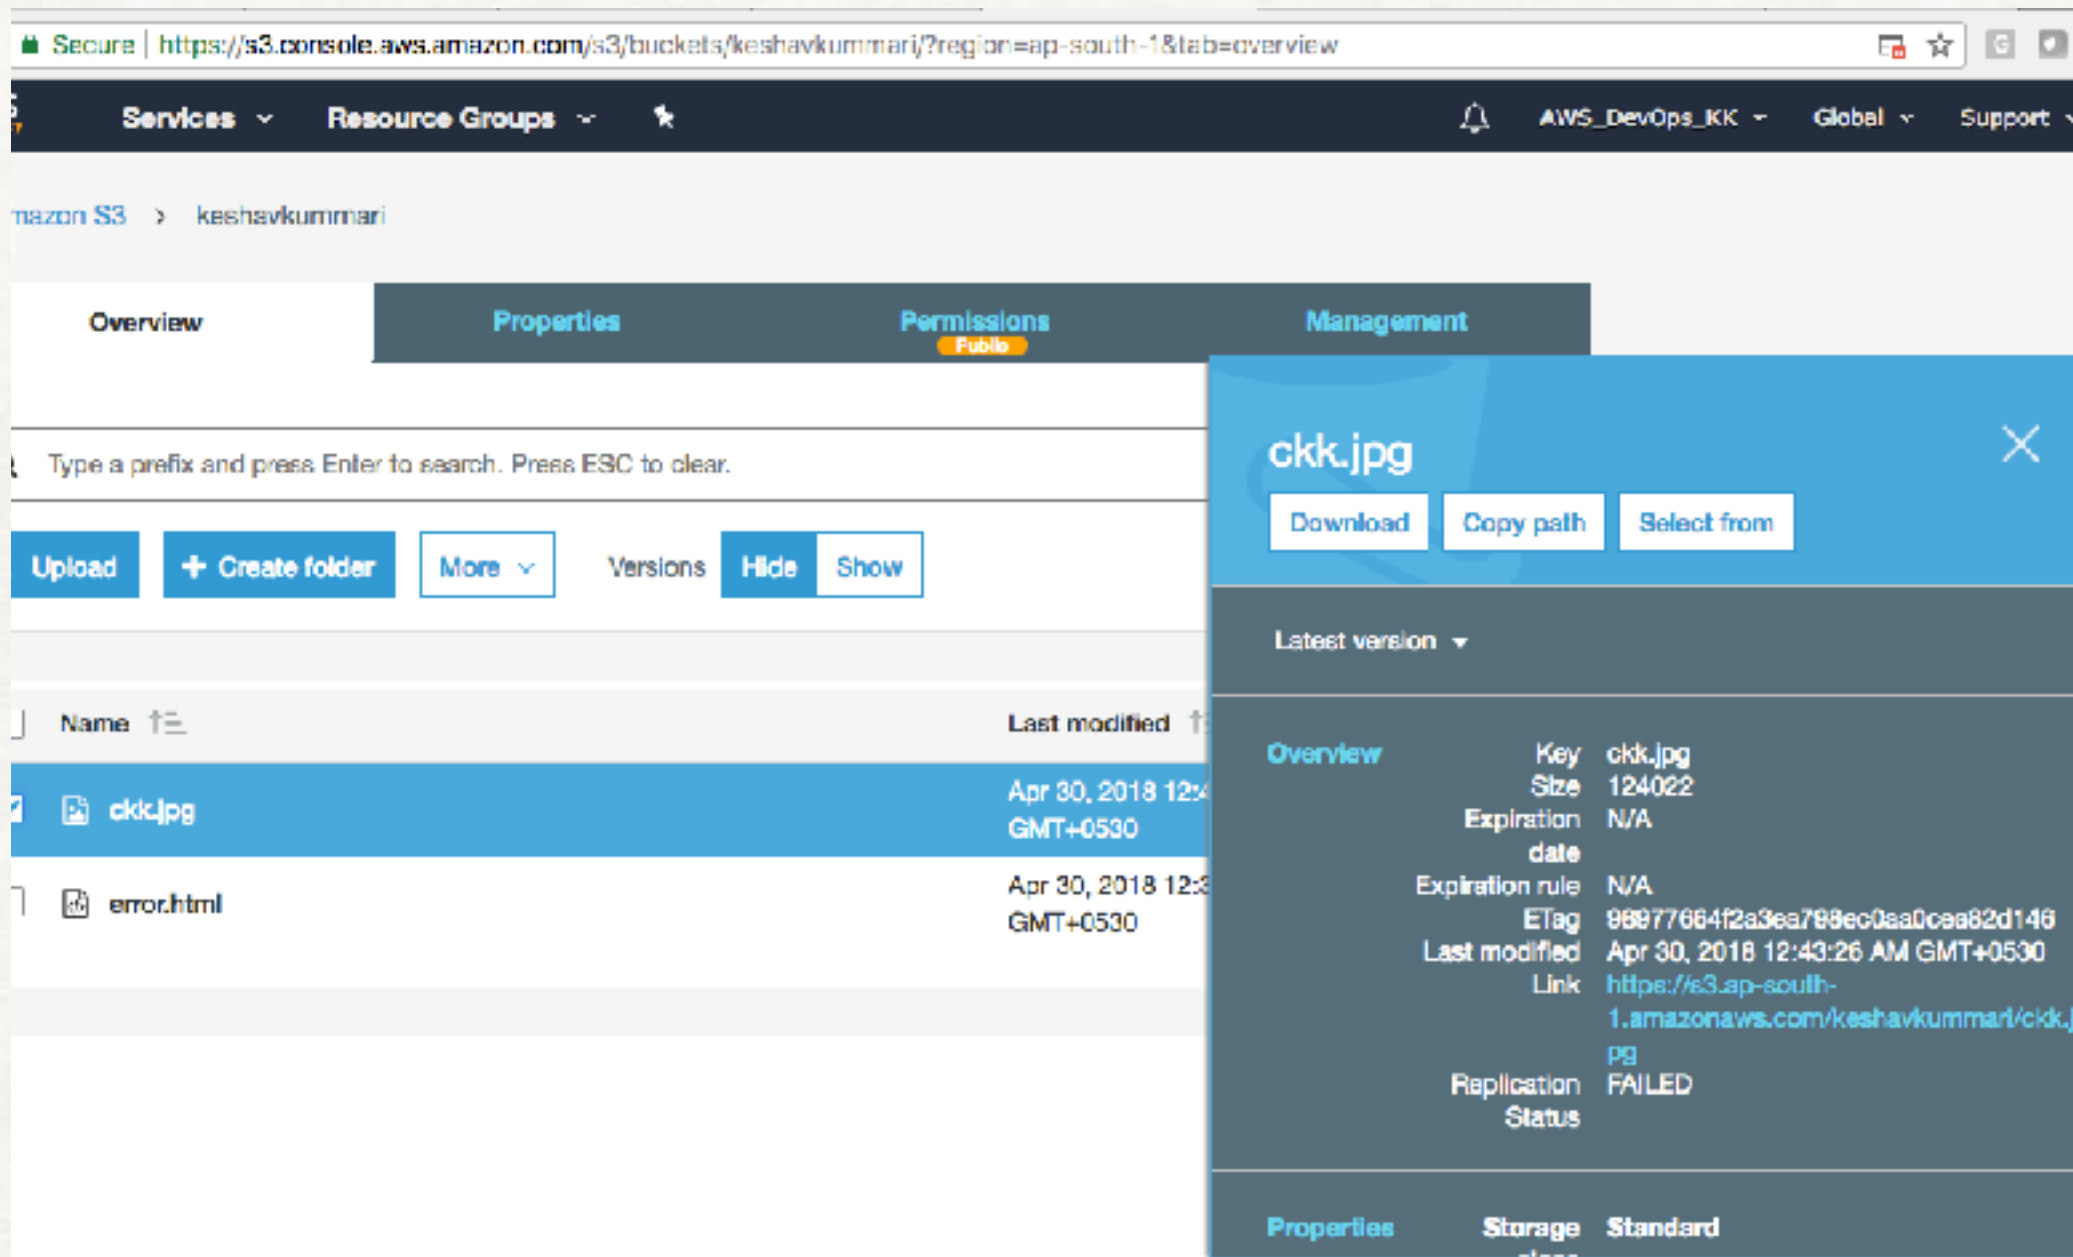 Secure | https://s3.console.aws.amazon.com/s3/buckets/keshavkummari/?region=ap-south-1&tab=overview
Services Resource Groups AWS_DevOps_KK Global Support
mazon S3 > keshavkummari
Overview Properties Permissions Management
Public
Type a prefix and press Enter to search. Press ESC to clear.
Upload + Create folder More Versions Hide Show
Name Last modified
ckk.jpg Apr 30, 2018 12:4
GMT+0530
error.html Apr 30, 2018 12:3
GMT+0530
ckk.jpg
Download Copy path Select from
Latest version
Overview Key ckk.jpg
Size 124022
Expiration N/A
date
Expiration rule N/A
ETag
Last modified Apr 30, 2018 12:43:26 AM GMT+0530
Link https://s3.ap-south-
1.amazonaws.com/keshavkummari/ckk.j
pg
Replication FAILED
Status
Properties Storage Standard